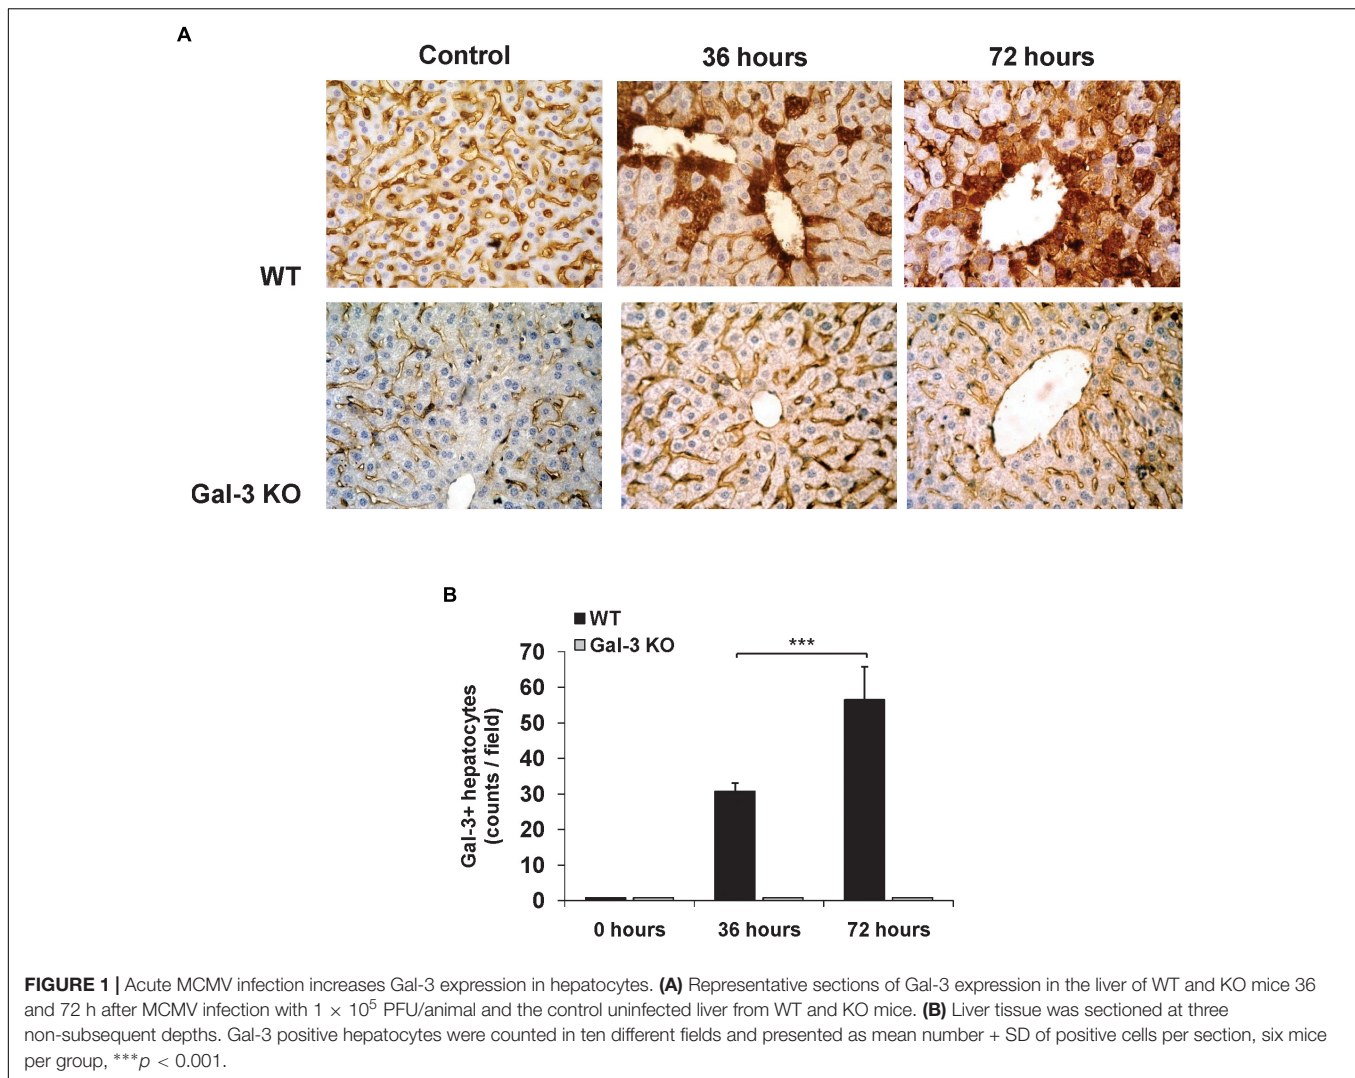 A
Control
36 hours
72 hours
WT
Gal-3 KO
B
WT
Gal-3 KO
***
Gal-3+ hepatocytes
(counts / field)
70
60
50
40
30
20
10
0
0 hours
36 hours
72 hours
FIGURE 1 | Acute MCMV infection increases Gal-3 expression in hepatocytes. (A) Representative sections of Gal-3 expression in the liver of WT and KO mice 36
and 72 h after MCMV infection with 1 × 10⁵ PFU/animal and the control uninfected liver from WT and KO mice. (B) Liver tissue was sectioned at three
non-subsequent depths. Gal-3 positive hepatocytes were counted in ten different fields and presented as mean number + SD of positive cells per section, six mice
per group, ***p < 0.001.